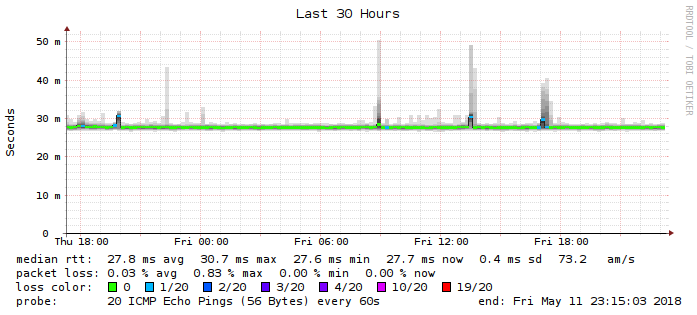 Last 30 Hours
RRDTOOL / TOBI OETIKER
Seconds
50 m
40 m
30 m
20 m
10 m
0
Thu 18:00 Fri 00:00 Fri 06:00 Fri 12:00 Fri 18:00
median rtt: 27.8 ms avg 30.7 ms max 27.6 ms min 27.7 ms now 0.4 ms sd 73.2 am/s
packet loss: 0.03 % avg 0.83 % max 0.00 % min 0.00 % now
loss color: 0 1/20 2/20 3/20 4/20 10/20 19/20
probe: 20 ICMP Echo Pings (56 Bytes) every 60s end: Fri May 11 23:15:03 2018